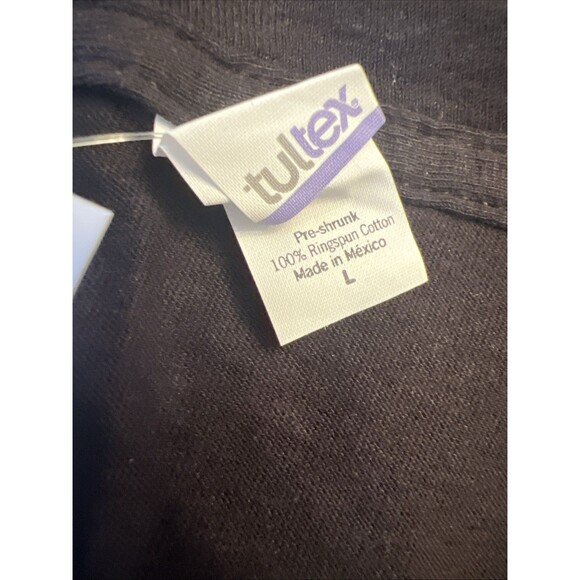 tultex
Pre-shrunk
100% Ringspun Cotton
Made in México
L